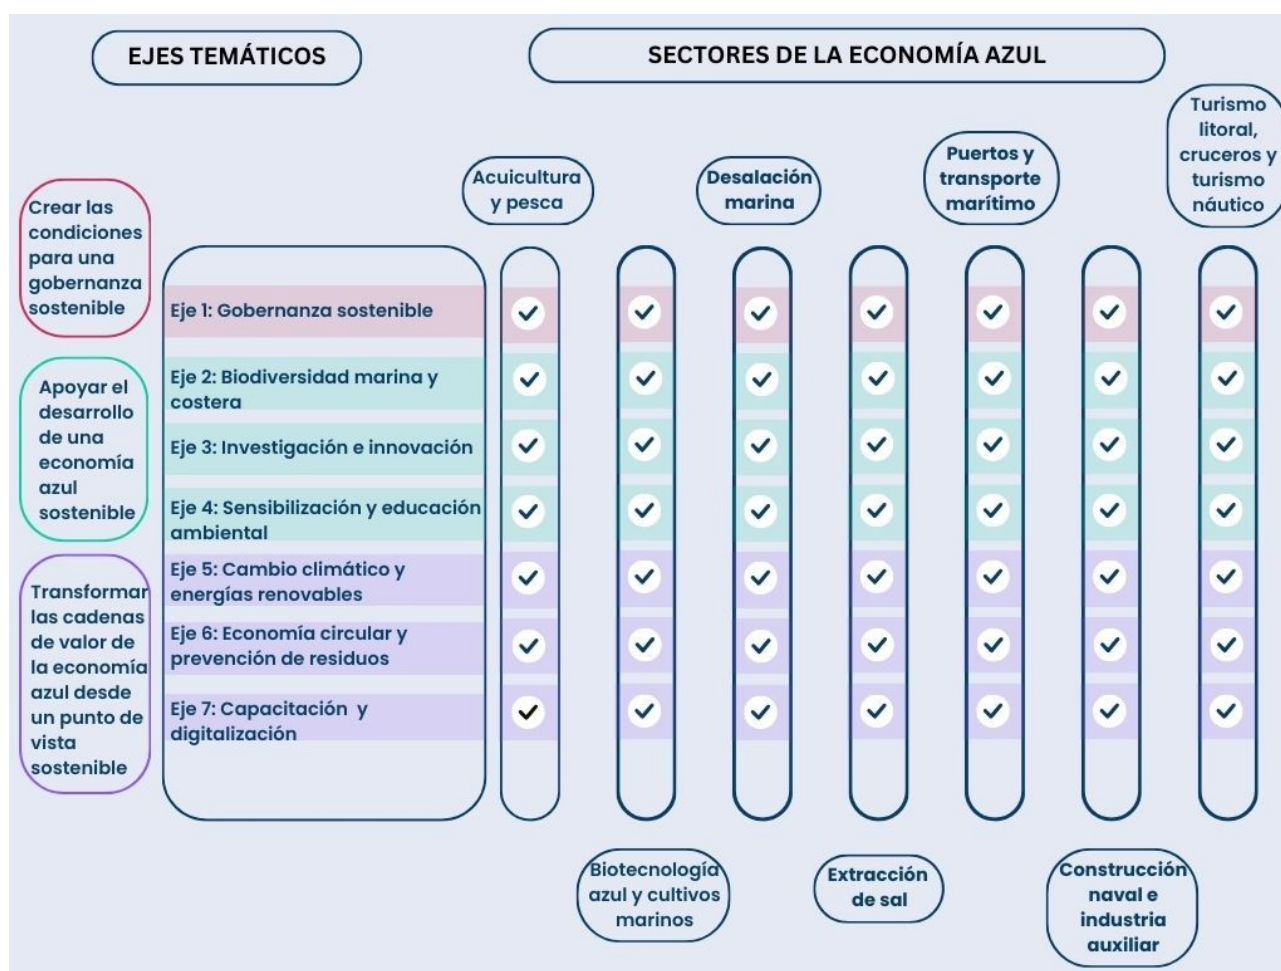 EJES TEMÁTICOS
SECTORES DE LA ECONOMÍA AZUL
Acuicultura
y pesca
Desalación
marina
Puertos y
transporte
marítimo
Turismo
litoral,
cruceros y
turismo
náutico
Crear las
condiciones
para una
gobernanza
sostenible
Eje 1: Gobernanza sostenible
Apoyar el
desarrollo
de una
economía
azul
sostenible
Eje 2: Biodiversidad marina y
costera
Eje 3: Investigación e innovación
Eje 4: Sensibilización y educación
ambiental
Transformar
las cadenas
de valor de
la economía
azul desde
un punto de
vista
sostenible
Eje 5: Cambio climático y
energías renovables
Eje 6: Economía circular y
prevención de residuos
Eje 7: Capacitación y
digitalización
Biotecnología
azul y cultivos
marinos
Extracción
de sal
Construcción
naval e
industria
auxiliar